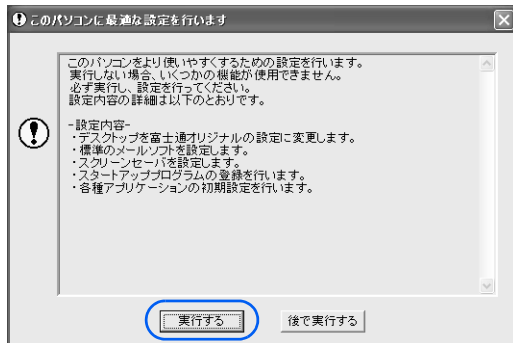 このパソコンに最適な設定を行います
このパソコンをより使いやすくするための設定を行います。
実行しない場合、いくつかの機能が使用できません。
必ず実行し、設定を行ってください。
設定内容の詳細は以下のとおりです。
-設定内容-
・デスクトップを富士通オリジナルの設定に変更します。
・標準のメールソフトを設定します。
・スクリーンセーバを設定します。
・スタートアッププログラムの登録を行います。
・各種アプリケーションの初期設定を行います。
実行する 後で実行する